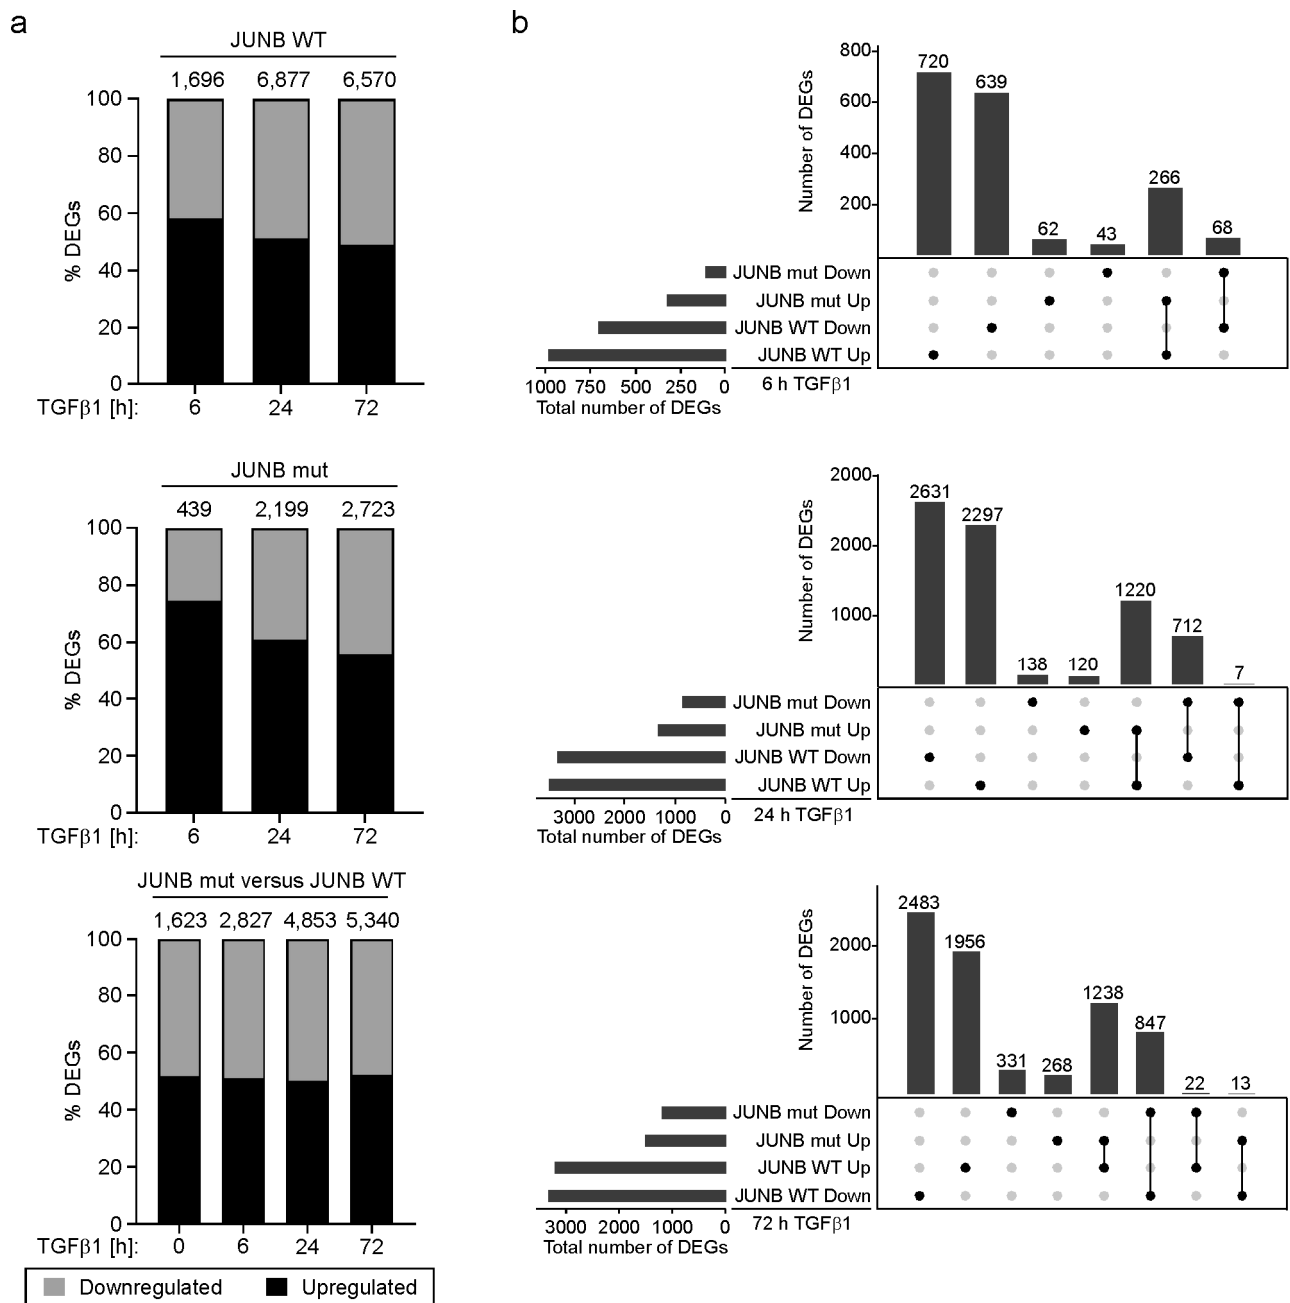 a
JUNB WT
1,696 6,877 6,570
100
80
60
40
20
0
% DEGs
TGFβ1 [h]: 6 24 72
JUNB mut
439 2,199 2,723
100
80
60
40
20
0
% DEGs
TGFβ1 [h]: 6 24 72
JUNB mut versus JUNB WT
1,623 2,827 4,853 5,340
100
80
60
40
20
0
% DEGs
TGFβ1 [h]: 0 6 24 72
Downregulated Upregulated
b
800
600
400
200
Number of DEGs
720 639 62 43 266 68
JUNB mut Down
JUNB mut Up
JUNB WT Down
JUNB WT Up
1000 750 500 250 0
Total number of DEGs
6 h TGFβ1
2000
2000
1000
Number of DEGs
2631 2297 138 120 1220 712 7
JUNB mut Down
JUNB mut Up
JUNB WT Down
JUNB WT Up
3000 2000 1000 0
Total number of DEGs
24 h TGFβ1
2000
1000
Number of DEGs
2483 1956 331 268 1238 847 22 13
JUNB mut Down
JUNB mut Up
JUNB WT Up
JUNB WT Down
3000 2000 1000 0
Total number of DEGs
72 h TGFβ1